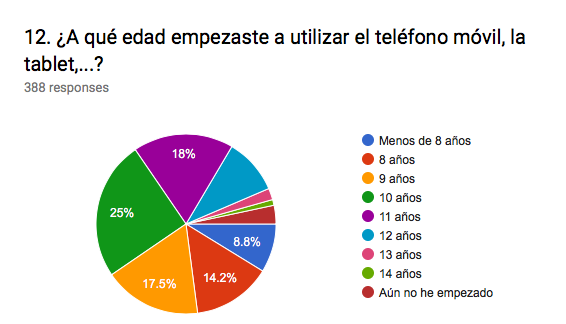 12. ¿A qué edad empezaste a utilizar el teléfono móvil, la
tablet,...?
388 responses
18%
25%
8.8%
17.5%
14.2%
Menos de 8 años
8 años
9 años
10 años
11 años
12 años
13 años
14 años
Aún no he empezado